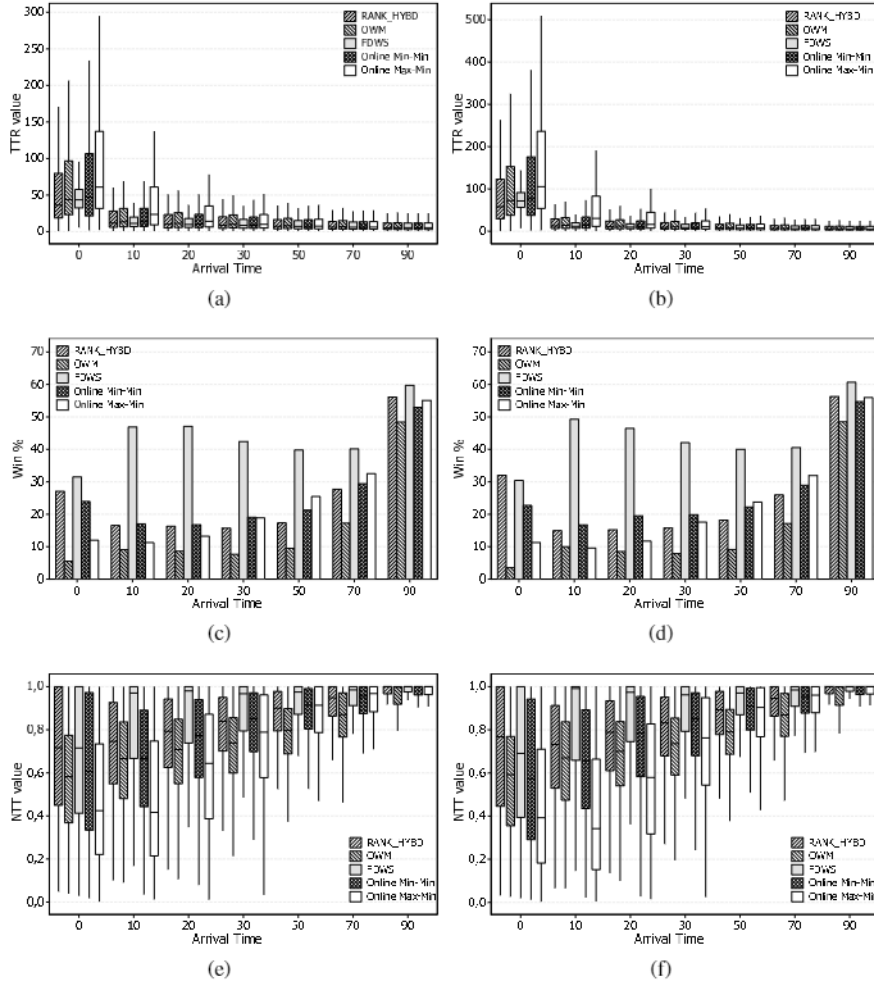 300
250
200
150
100
50
0
TTR value
RANK_HYBD
OWM
FDWS
Online Min-Min
Online Max-Min
0 10 20 30 50 70 90
Arrival Time
(a)
500
400
300
200
100
0
TTR value
RANK_HYBD
OWM
FDWS
Online Min-Min
Online Max-Min
0 10 20 30 50 70 90
Arrival Time
(b)
70
60
50
40
30
20
10
0
Win %
RANK_HYBD
OWM
FDWS
Online Min-Min
Online Max-Min
0 10 20 30 50 70 90
Arrival Time
(c)
70
60
50
40
30
20
10
0
Win %
RANK_HYBD
OWM
FDWS
Online Min-Min
Online Max-Min
0 10 20 30 50 70 90
Arrival Time
(d)
1,0
0,8
0,6
0,4
0,2
0,0
NTT value
RANK_HYBD
OWM
FDWS
Online Min-Min
Online Max-Min
0 10 20 30 50 70 90
Arrival Time
(e)
1,0
0,8
0,6
0,4
0,2
0,0
NTT value
RANK_HYBD
OWM
FDWS
Online Min-Min
Online Max-Min
0 10 20 30 50 70 90
Arrival Time
(f)